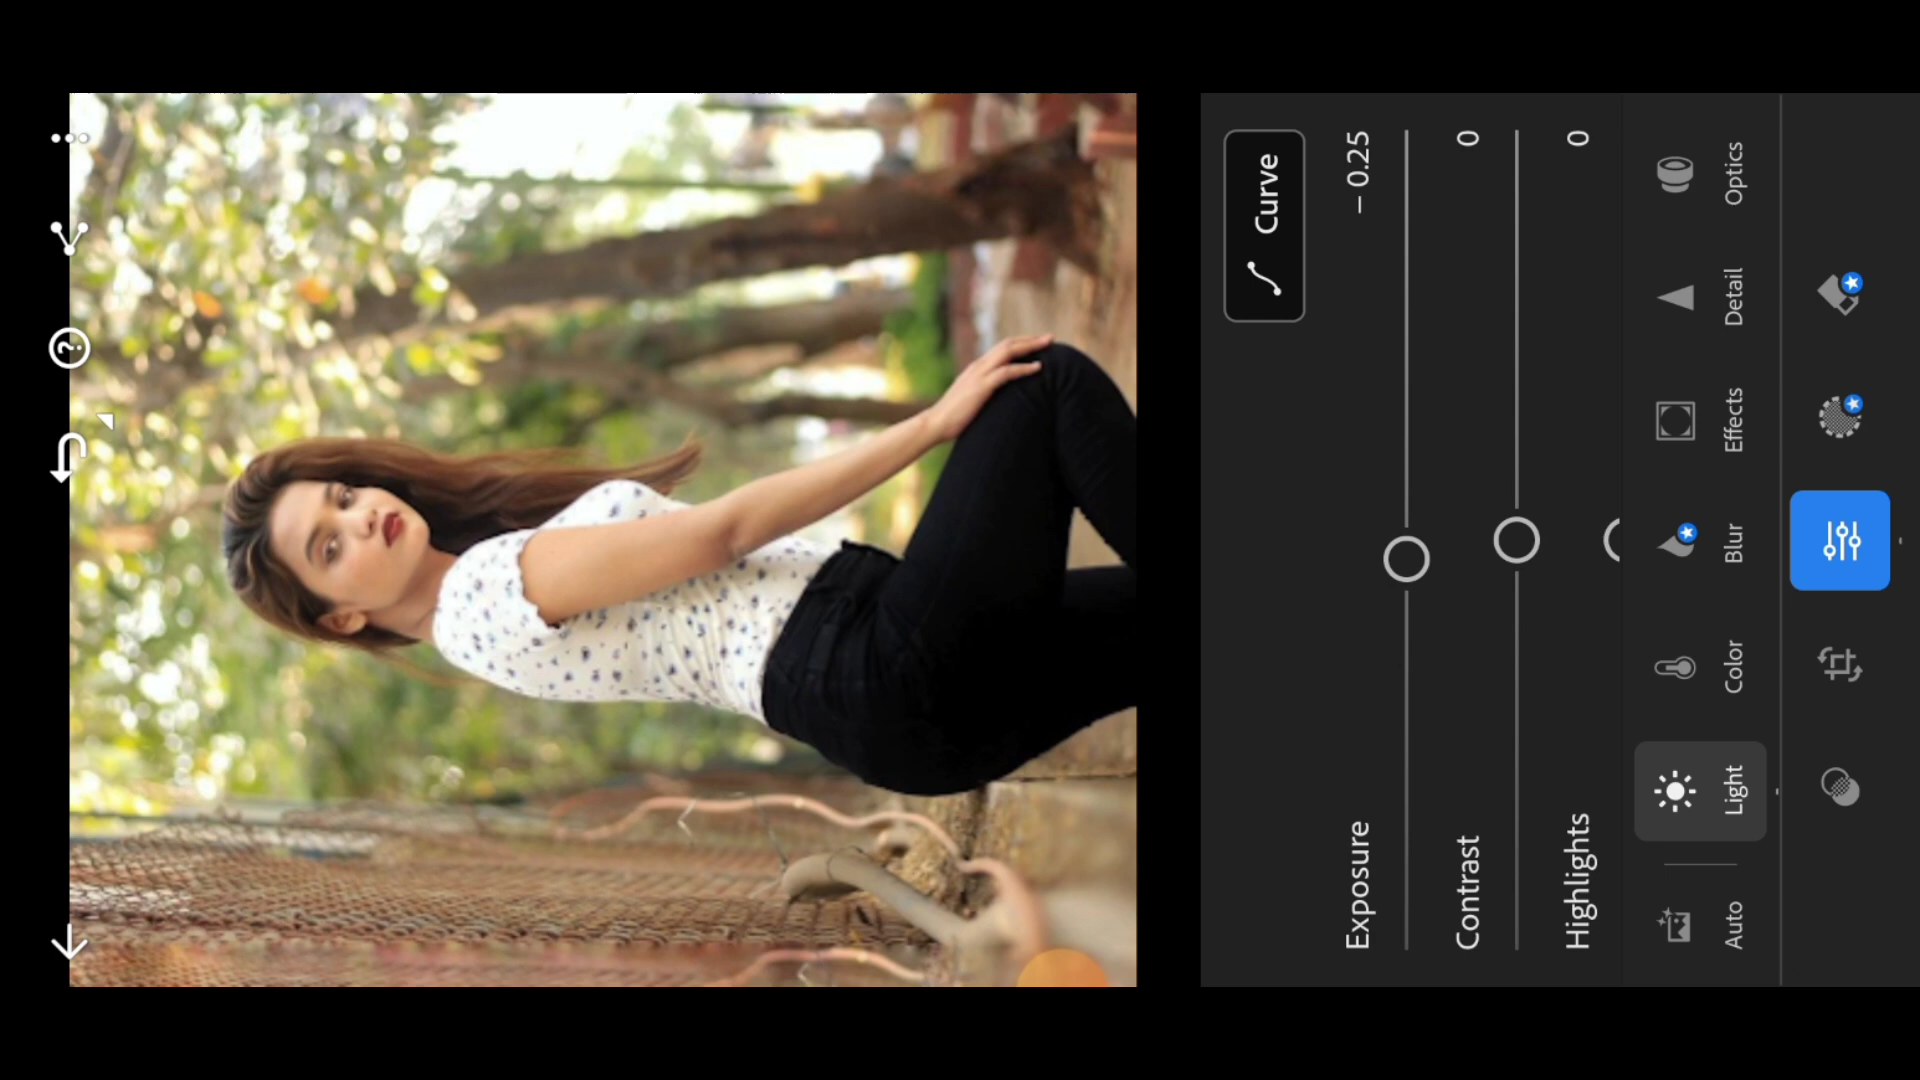 Curve
Exposure – 0.25
Contrast 0
Highlights 0
Auto Light Color Blur Effects Detail Optics